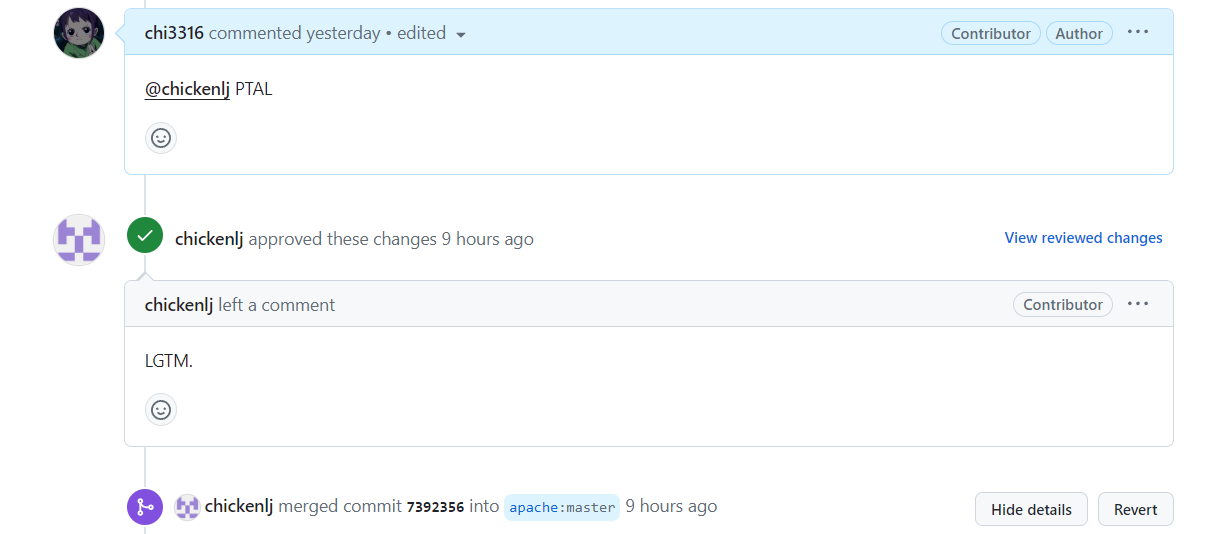 chi3316 commented yesterday • edited Contributor Author ...
@chickenlj PTAL
chickenlj approved these changes 9 hours ago View reviewed changes
chickenlj left a comment Contributor ...
LGTM.
chickenlj merged commit 7392356 into apache:master 9 hours ago Hide details Revert